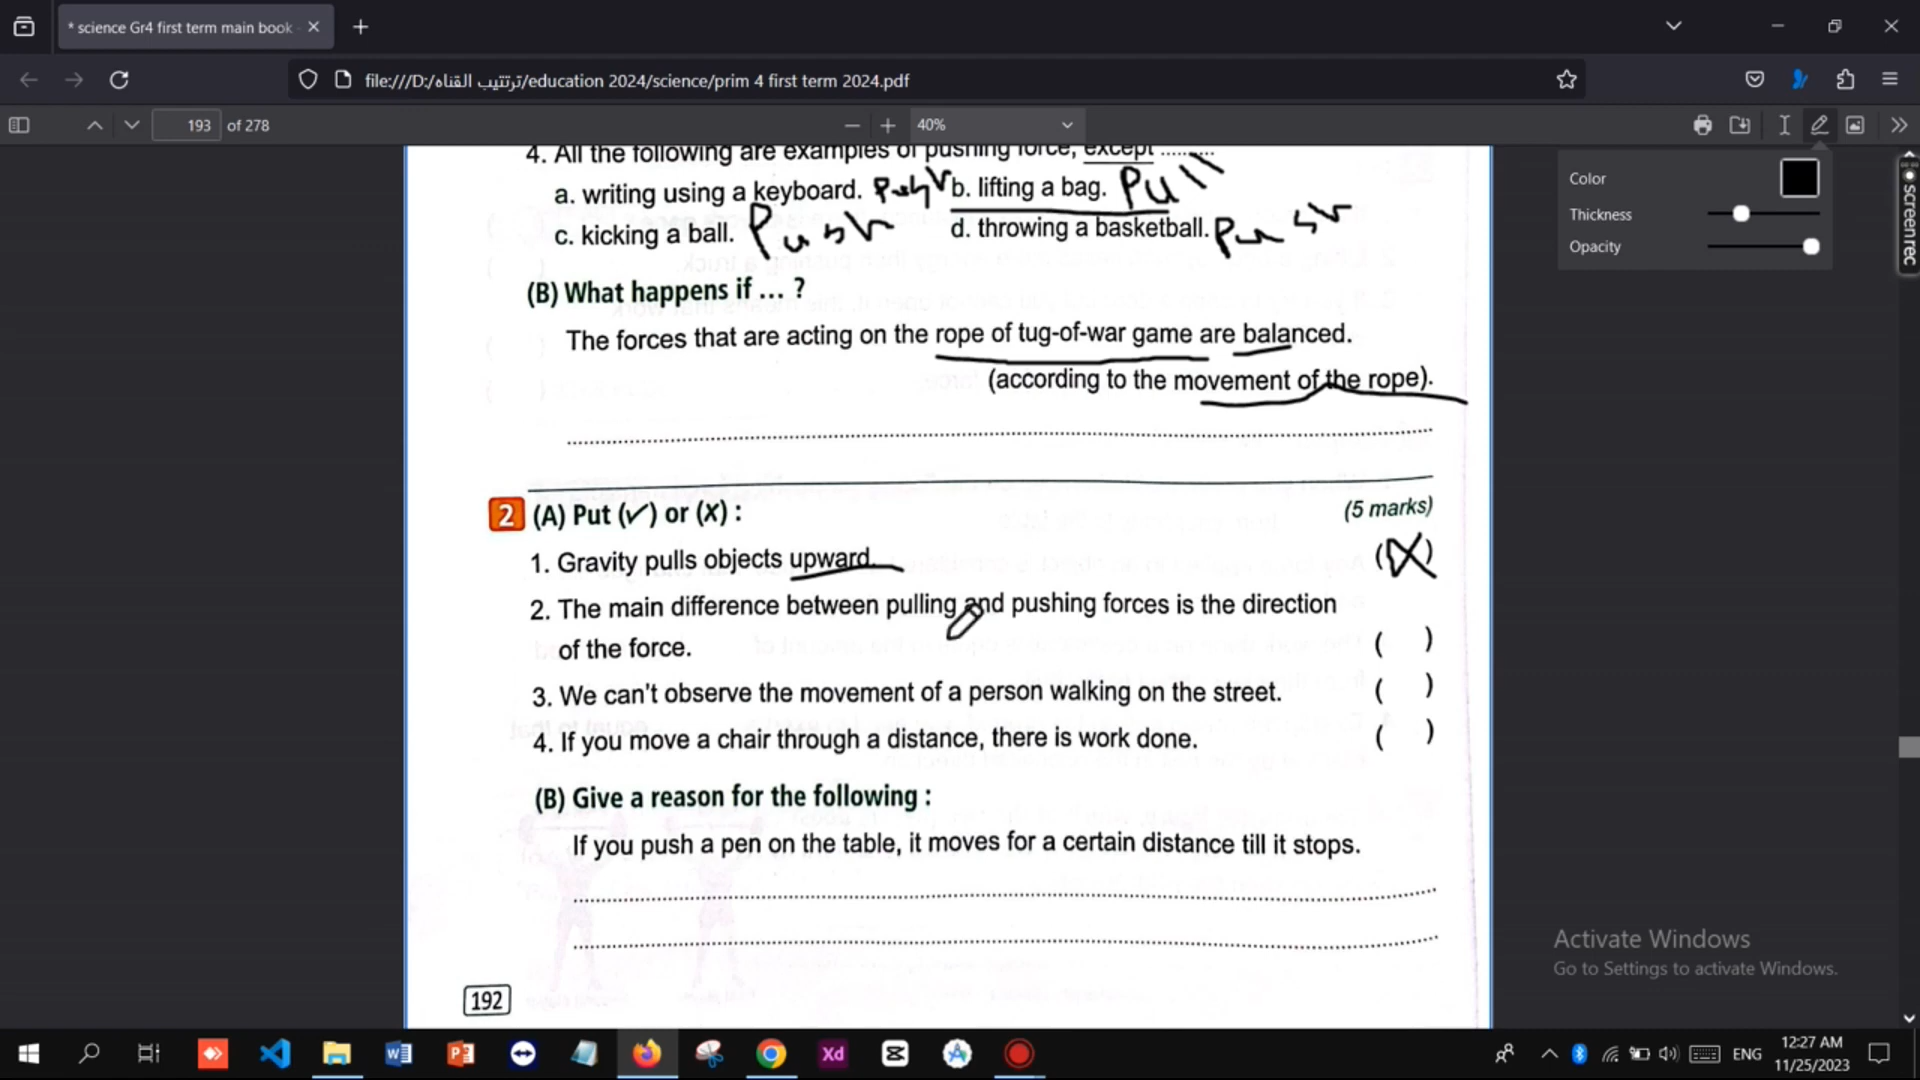 * science Gr4 first term main book
file:///D:/ترتتيب القناه/education 2024/science/prim 4 first term 2024.pdf
193 of 278
40%
Color
Thickness
Opacity
screen rec
4. All the following are examples of pushing force, except ..........
a. writing using a keyboard. Push b. lifting a bag. Pull
c. kicking a ball. Push d. throwing a basketball. Push
(B) What happens if ... ?
The forces that are acting on the rope of tug-of-war game are balanced.
(according to the movement of the rope).
2 (A) Put (✓) or (X) : (5 marks)
1. Gravity pulls objects upward. (X)
2. The main difference between pulling and pushing forces is the direction
of the force. ( )
3. We can't observe the movement of a person walking on the street. ( )
4. If you move a chair through a distance, there is work done. ( )
(B) Give a reason for the following :
If you push a pen on the table, it moves for a certain distance till it stops.
192
Activate Windows
Go to Settings to activate Windows.
Xd
ENG
12:27 AM
11/25/2023